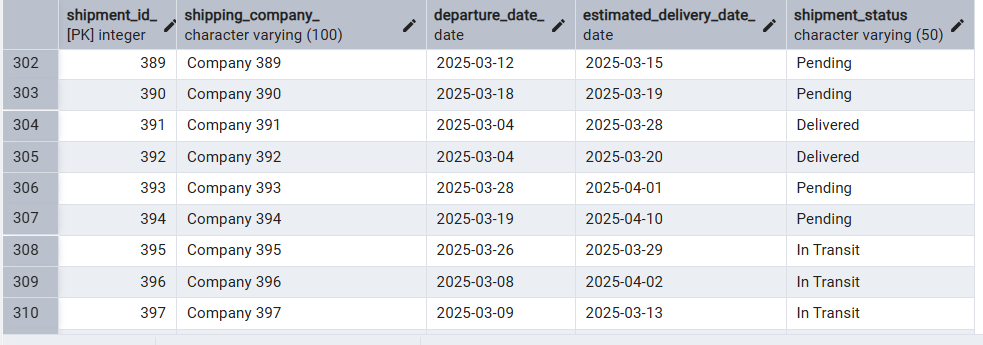 shipment_id_ shipping_company_ departure_date_ estimated_delivery_date_ shipment_status
[PK] integer character varying (100) date date character varying (50)
302 389 Company 389 2025-03-12 2025-03-15 Pending
303 390 Company 390 2025-03-18 2025-03-19 Pending
304 391 Company 391 2025-03-04 2025-03-28 Delivered
305 392 Company 392 2025-03-04 2025-03-20 Delivered
306 393 Company 393 2025-03-28 2025-04-01 Pending
307 394 Company 394 2025-03-19 2025-04-10 Pending
308 395 Company 395 2025-03-26 2025-03-29 In Transit
309 396 Company 396 2025-03-08 2025-04-02 In Transit
310 397 Company 397 2025-03-09 2025-03-13 In Transit